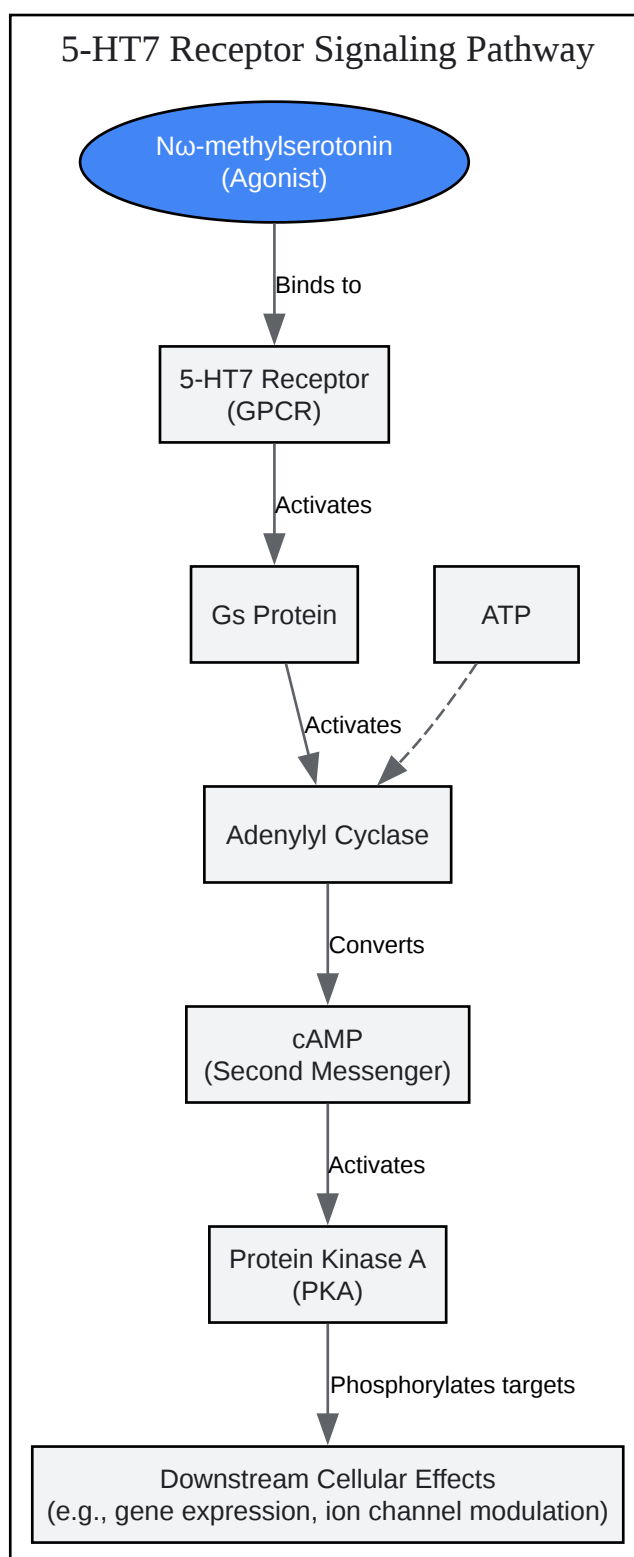 5-HT7 Receptor Signaling Pathway
Nω-methylserotonin
(Agonist)
Binds to
5-HT7 Receptor
(GPCR)
Activates
Gs Protein
ATP
Activates
Adenylyl Cyclase
Converts
cAMP
(Second Messenger)
Activates
Protein Kinase A
(PKA)
Phosphorylates targets
Downstream Cellular Effects
(e.g., gene expression, ion channel modulation)